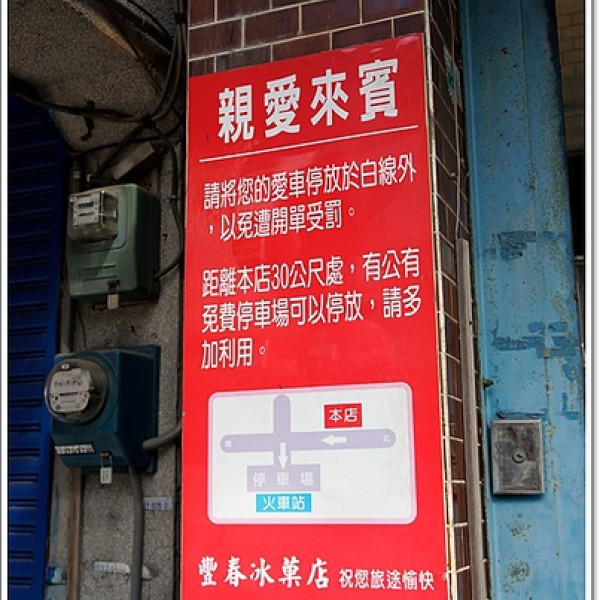 親愛來賓
請將您的愛車停放於白線外
，以免遭開單受罰。
距離本店30公尺處，有公有
免費停車場可以停放，請多
加利用。
本店
南
北
停車場
火車站
豐春冰菓店 祝您旅途愉快